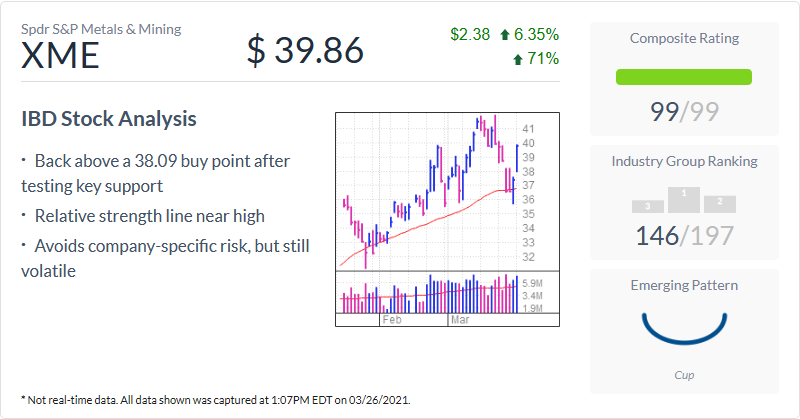 Spdr S&P Metals & Mining
XME
$ 39.86
$2.38 6.35%
71%
IBD Stock Analysis
· Back above a 38.09 buy point after
testing key support
· Relative strength line near high
· Avoids company-specific risk, but still
volatile
41
40
39
38
37
36
35
34
33
32
5.9M
3.4M
1.9M
Feb
Mar
Composite Rating
99/99
Industry Group Ranking
3
1
2
146/197
Emerging Pattern
Cup
* Not real-time data. All data shown was captured at 1:07PM EDT on 03/26/2021.